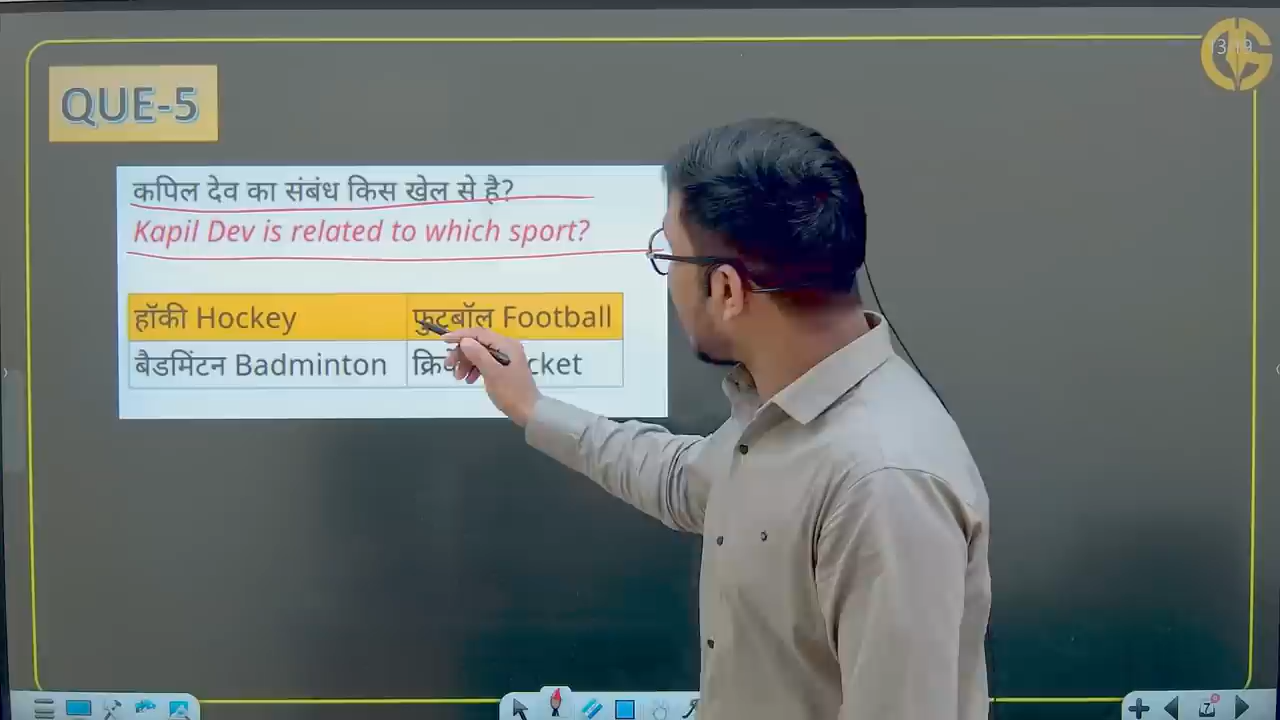 QUE-5
कपिल देव का संबंध किस खेल से है?
Kapil Dev is related to which sport?
हॉकी Hockey
फुटबॉल Football
बैडमिंटन Badminton